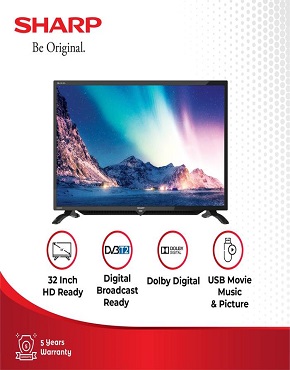 SHARP
Be Original.
SHARP
DVB T2
DOLBY
DIGITAL
32 Inch
HD Ready
Digital
Broadcast
Ready
Dolby Digital
USB Movie
Music
& Picture
5 Years
Warranty